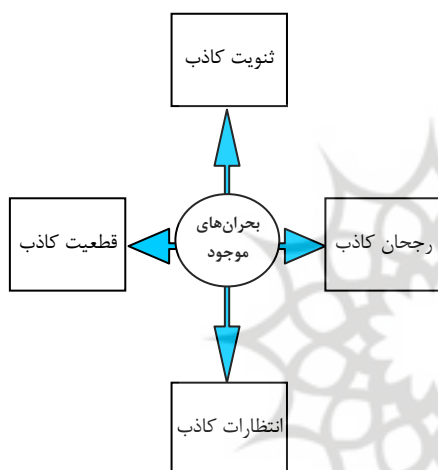 ثنویت کاذب
بحران‌های
موجود
رجحان کاذب
قطعیت کاذب
انتظارات کاذب